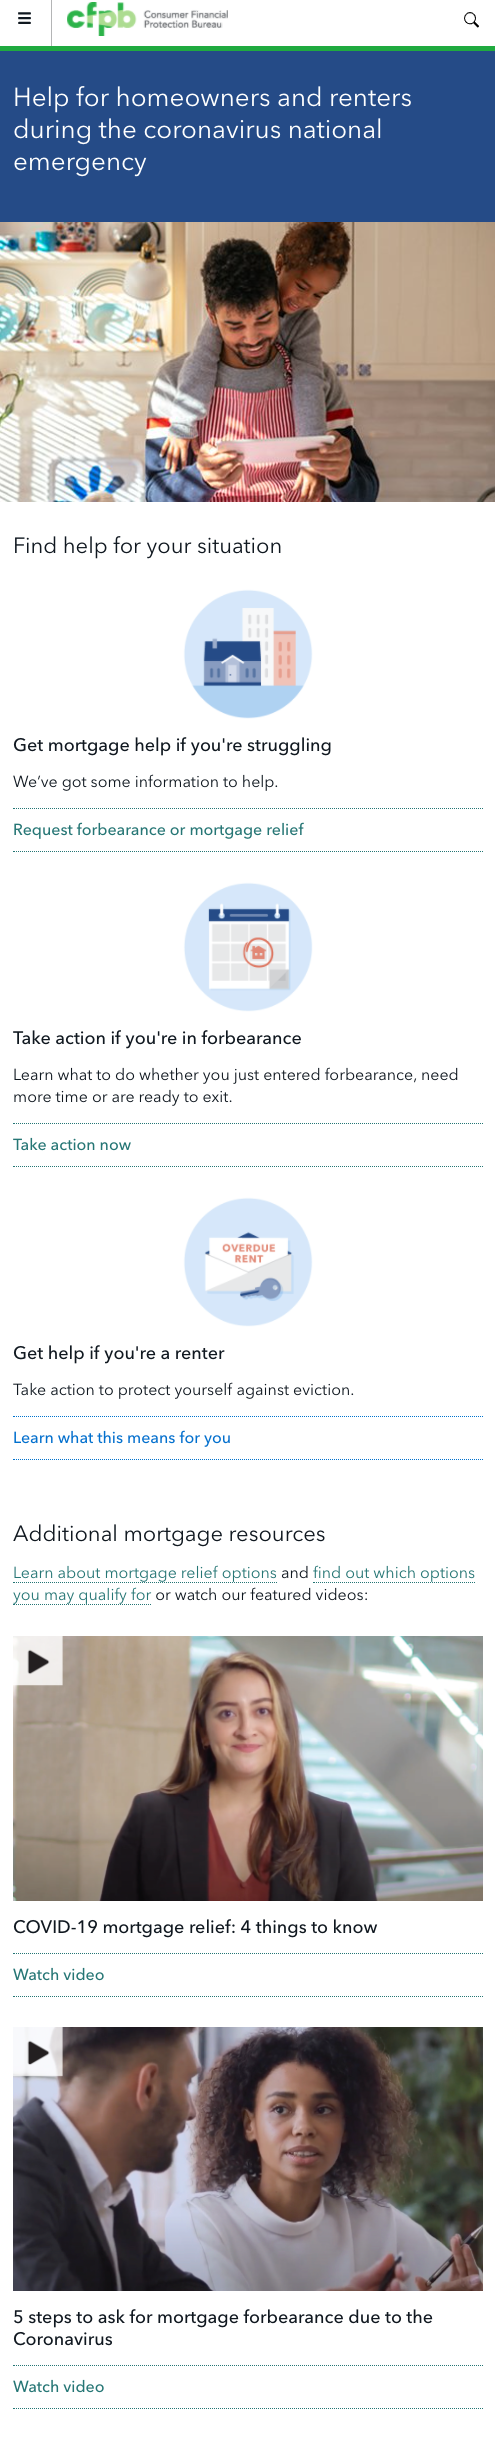 cfpb Consumer Financial
Protection Bureau
Help for homeowners and renters
during the coronavirus national
emergency
Find help for your situation
Get mortgage help if you're struggling
We’ve got some information to help.
Request forbearance or mortgage relief
Take action if you're in forbearance
Learn what to do whether you just entered forbearance, need
more time or are ready to exit.
Take action now
OVERDUE
RENT
Get help if you're a renter
Take action to protect yourself against eviction.
Learn what this means for you
Additional mortgage resources
Learn about mortgage relief options and find out which options
you may qualify for or watch our featured videos:
COVID-19 mortgage relief: 4 things to know
Watch video
5 steps to ask for mortgage forbearance due to the
Coronavirus
Watch video